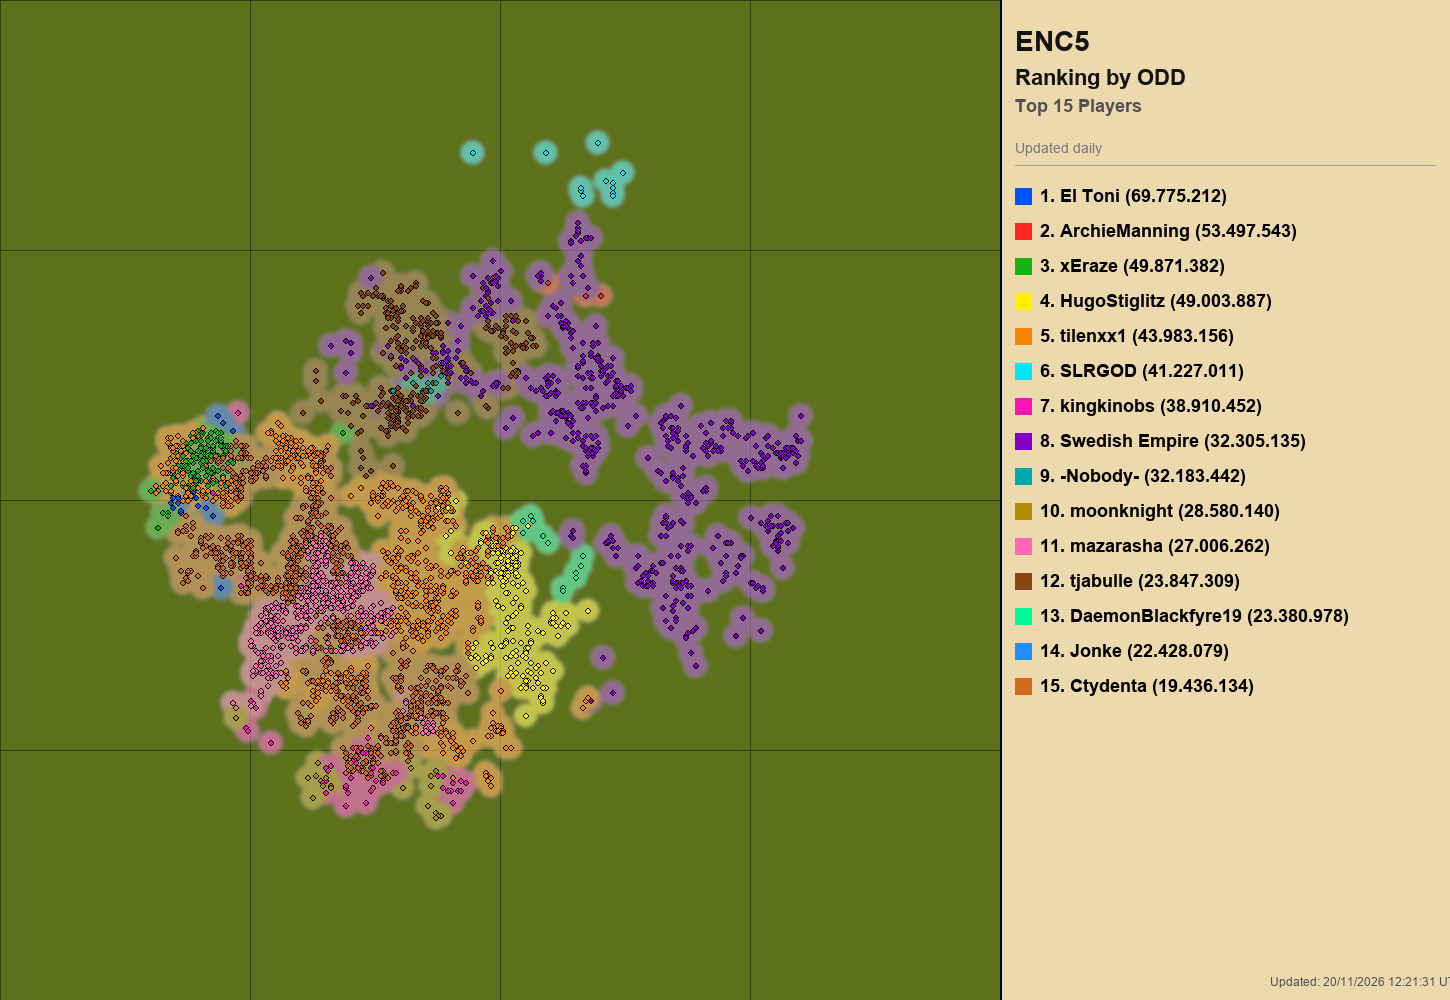 ENC5
Ranking by ODD
Top 15 Players
Updated daily
1. El Toni (69.775.212)
2. ArchieManning (53.497.543)
3. xEraze (49.871.382)
4. HugoStiglitz (49.003.887)
5. tilenxx1 (43.983.156)
6. SLRGOD (41.227.011)
7. kingkinobs (38.910.452)
8. Swedish Empire (32.305.135)
9. -Nobody- (32.183.442)
10. moonknight (28.580.140)
11. mazarasha (27.006.262)
12. tjabulle (23.847.309)
13. DaemonBlackfyre19 (23.380.978)
14. Jonke (22.428.079)
15. Ctydenta (19.436.134)
Updated: 20/11/2026 12:21:31